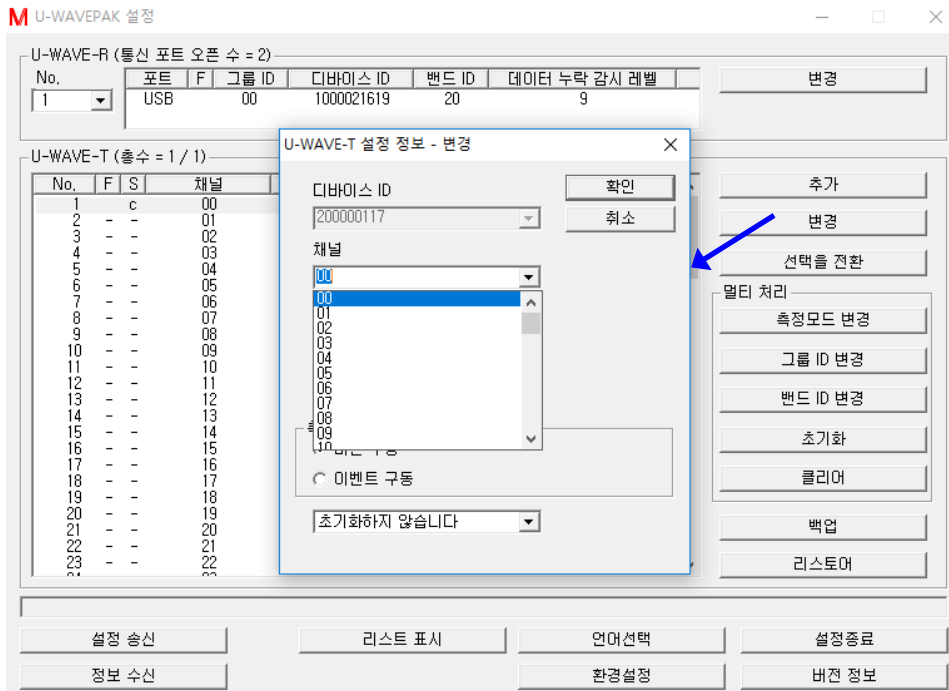 M U-WAVEPAK 설정
U-WAVE-R (통신 포트 오픈 수 = 2)
No.
1
포트 F 그룹 ID 디바이스 ID 밴드 ID 데이터 누락 감시 레벨
USB 00 1000021619 20 9
변경
U-WAVE-T (총수 = 1 / 1)
No. F S 채널
1 c 00
2 - - 01
3 - - 02
4 - - 03
5 - - 04
6 - - 05
7 - - 06
8 - - 07
9 - - 08
10 - - 09
11 - - 10
12 - - 11
13 - - 12
14 - - 13
15 - - 14
16 - - 15
17 - - 16
18 - - 17
19 - - 18
20 - - 19
21 - - 20
22 - - 21
23 - - 22
U-WAVE-T 설정 정보 - 변경
디바이스 ID
200000117
채널
00
00
01
02
03
04
05
06
07
08
09
10
이벤트 구동
초기화하지 않습니다
확인
취소
추가
변경
선택을 전환
멀티 처리
측정모드 변경
그룹 ID 변경
밴드 ID 변경
초기화
클리어
백업
리스토어
설정 송신 리스트 표시 언어선택 설정종료
정보 수신 환경설정 버전 정보